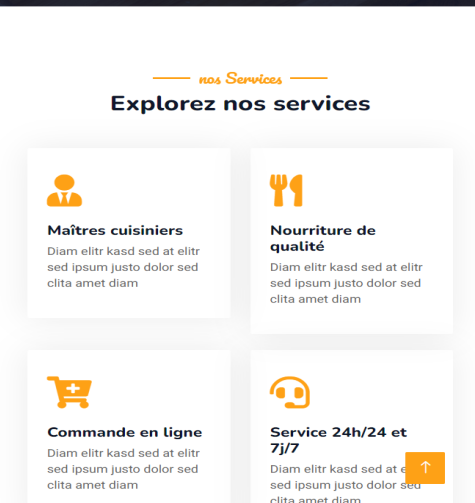 nos Services
Explorez nos services
Maîtres cuisiniers
Diam elitr kasd sed at elitr
sed ipsum justo dolor sed
clita amet diam
Nourriture de
qualité
Diam elitr kasd sed at elitr
sed ipsum justo dolor sed
clita amet diam
Commande en ligne
Diam elitr kasd sed at elitr
sed ipsum justo dolor sed
clita amet diam
Service 24h/24 et
7j/7
Diam elitr kasd sed at
sed ipsum justo dolor sed
clita amet diam